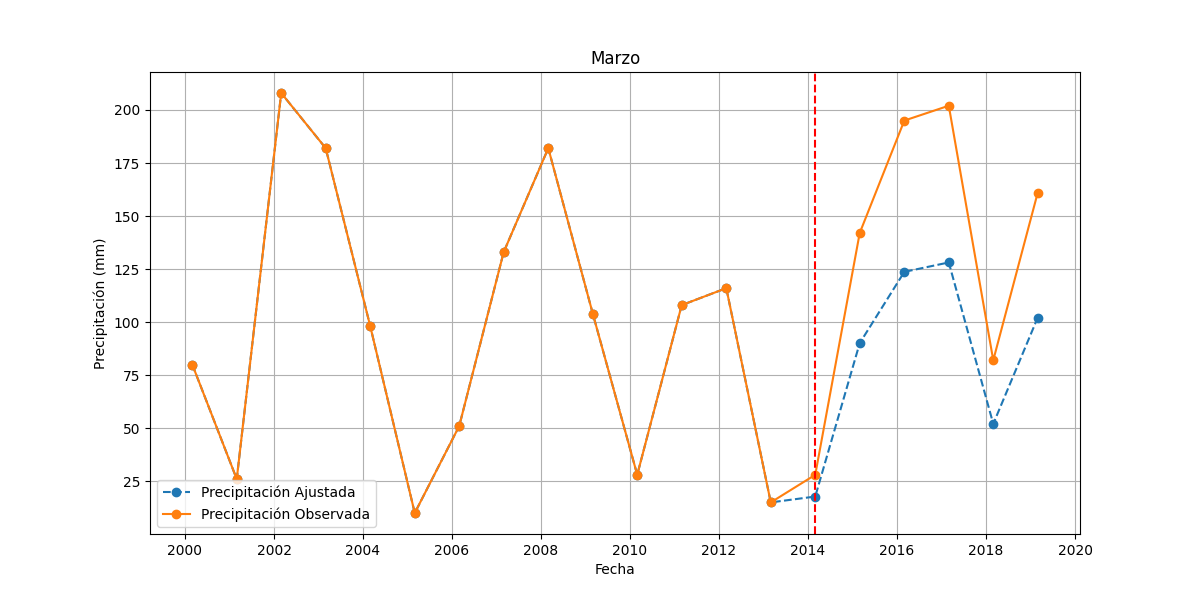 Marzo
Precipitación (mm)
200
175
150
125
100
75
50
25
Precipitación Ajustada
Precipitación Observada
2000 2002 2004 2006 2008 2010 2012 2014 2016 2018 2020
Fecha